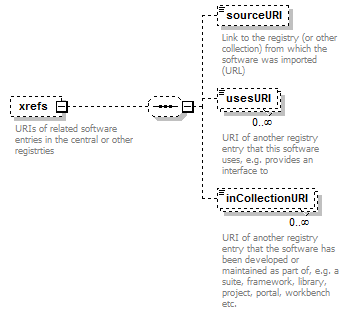 sourceURI
Link to the registry (or other
collection) from which the
software was imported
(URL)
xrefs
URIs of related software
entries in the central or other
registrties
usesURI
0..∞
URI of another registry
entry that this software
uses, e.g. provides an
interface to
inCollectionURI
0..∞
URI of another registry
entry that the software has
been developed or
maintained as part of, e.g. a
suite, framework, library,
project, portal, workbench
etc.